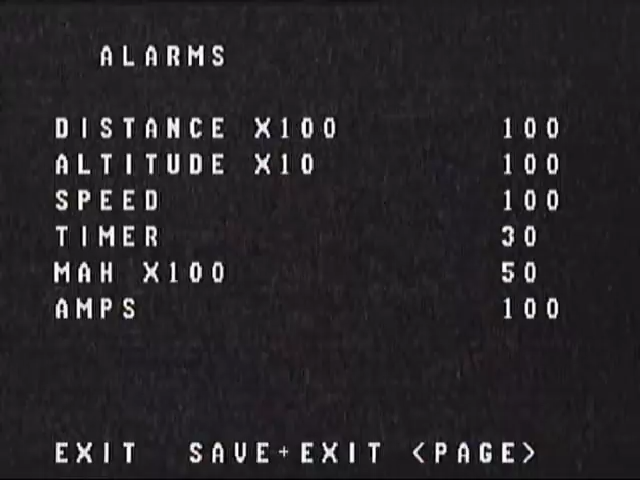 ALARMS
DISTANCE X100 100
ALTITUDE X10 100
SPEED 100
TIMER 30
MAH X100 50
AMPS 100
EXIT SAVE+EXIT <PAGE>